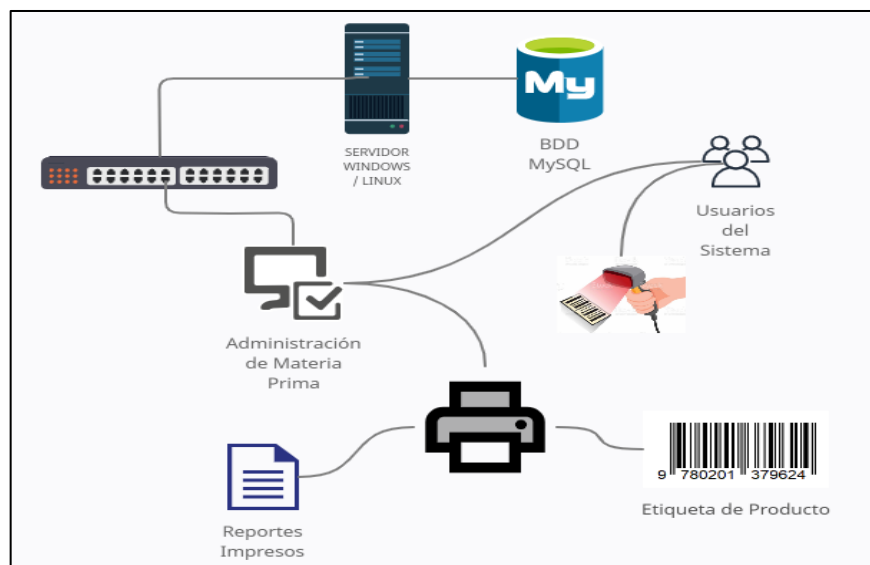 My
SERVIDOR
WINDOWS
/ LINUX
BDD
MySQL
Usuarios
del
Sistema
Administración
de Materia
Prima
9 780201 379624
Etiqueta de Producto
Reportes
Impresos